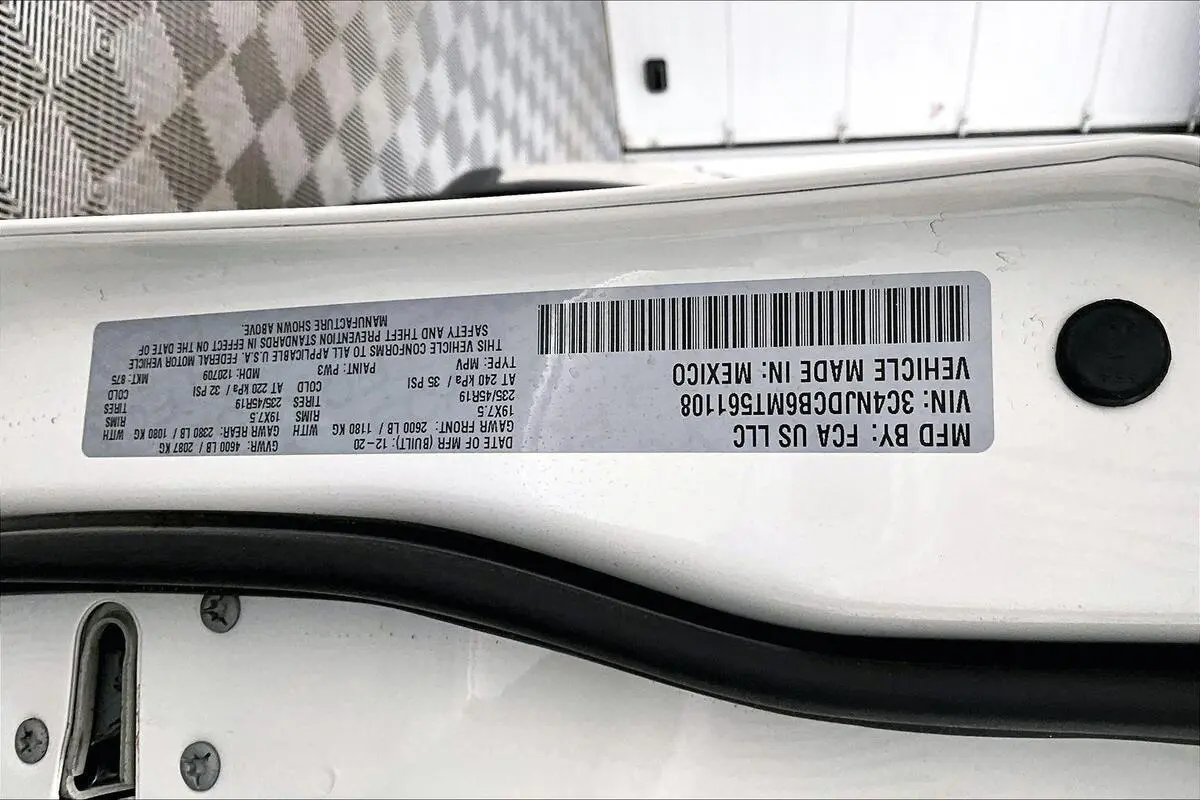 MFD BY: FCA US LLC
VIN: 3C4NJDCB6MT561108
VEHICLE MADE IN: MEXICO
DATE OF MFR (BUILT): 12-20 GVWR: 4600 LB / 2087 KG
GAWR FRONT: 2600 LB / 1180 KG WITH GAWR REAR: 2380 LB / 1080 KG WITH
19X7.5 RIMS 19X7.5 RIMS
235/45R19 TIRES 235/45R19 TIRES
AT 240 kPa / 35 PSI COLD AT 220 kPa / 32 PSI COLD
TYPE: MPV PAINT: PW3 MDH: 120709 MKT: 875
THIS VEHICLE CONFORMS TO ALL APPLICABLE U.S.A. FEDERAL MOTOR VEHICLE
SAFETY AND THEFT PREVENTION STANDARDS IN EFFECT ON THE DATE OF
MANUFACTURE SHOWN ABOVE.